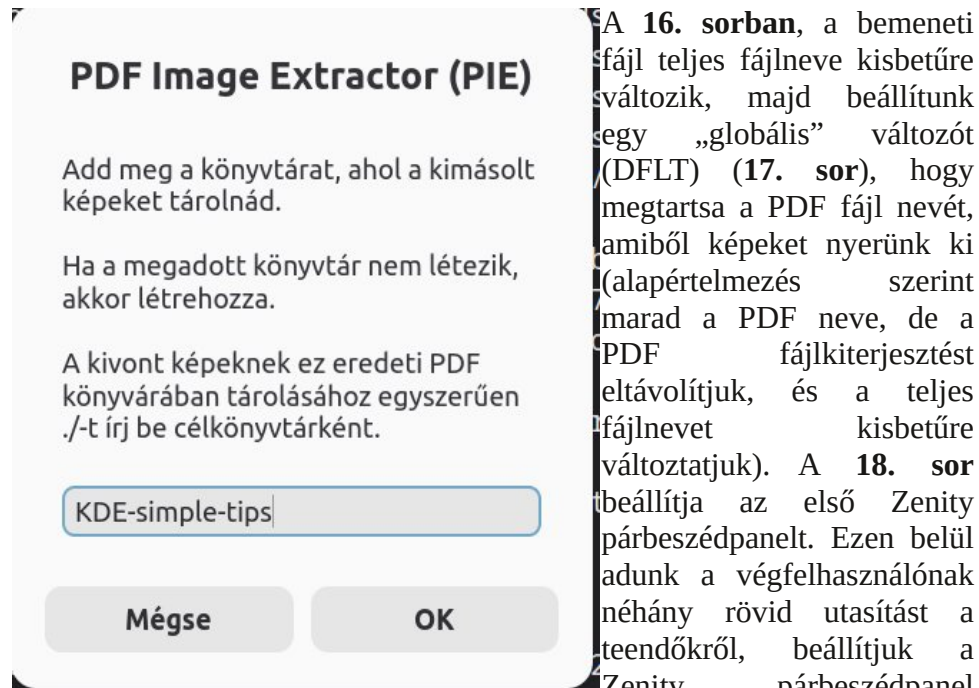 PDF Image Extractor (PIE)
Add meg a könyvtárat, ahol a kimásolt
képeket tárolnád.
Ha a megadott könyvtár nem létezik,
akkor létrehozza.
A kivont képeknek ez eredeti PDF
könyvárában tárolásához egyszerűen
./-t írj be célkönyvtárként.
KDE-simple-tips
Mégse
OK
A 16. sorban, a bemeneti
fájl teljes fájlneve kisbetűre
változik, majd beállítunk
egy „globális” változót
(DFLT) (17. sor), hogy
megtartsa a PDF fájl nevét,
amiből képeket nyerünk ki
(alapértelmezés szerint
marad a PDF neve, de a
PDF fájlkiterjesztést
eltávolítjuk, és a teljes
fájlnevet kisbetűre
változtatjuk). A 18. sor
beállítja az első Zenity
párbeszédpanelt. Ezen belül
adunk a végfelhasználónak
néhány rövid utasítást a
teendőkről, beállítjuk a
Zenity párbeszédpanel